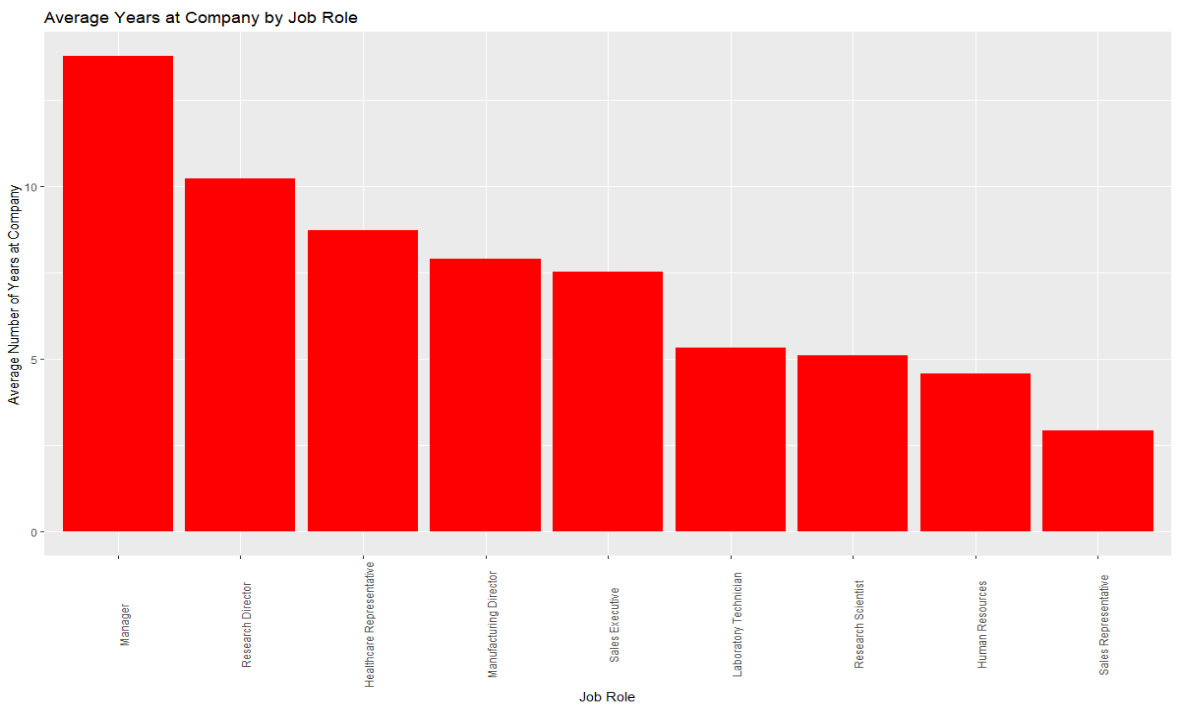 Average Years at Company by Job Role
Average Number of Years at Company
10
5
0
Manager
Research Director
Healthcare Representative
Manufacturing Director
Sales Executive
Laboratory Technician
Research Scientist
Human Resources
Sales Representative
Job Role